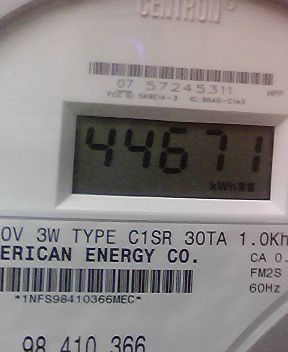 CENTRON®
07 57245311
44671
kWh
0V 3W TYPE C1SR 30TA 1.0Kh
ERICAN ENERGY CO.
CA 0.
FM2S
60Hz
*1NFS98410366MEC*
98 410 366